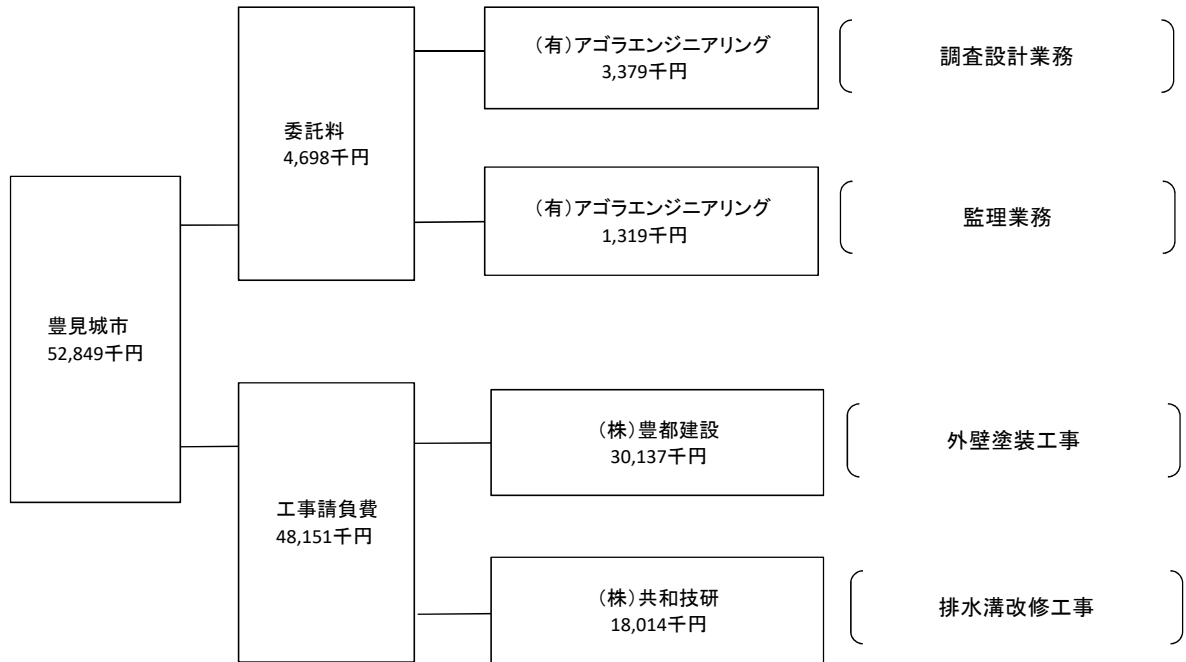 豊見城市
52,849千円
委託料
4,698千円
(有)アゴラエンジニアリング
3,379千円
調査設計業務
(有)アゴラエンジニアリング
1,319千円
監理業務
工事請負費
48,151千円
(株)豊都建設
30,137千円
外壁塗装工事
(株)共和技研
18,014千円
排水溝改修工事